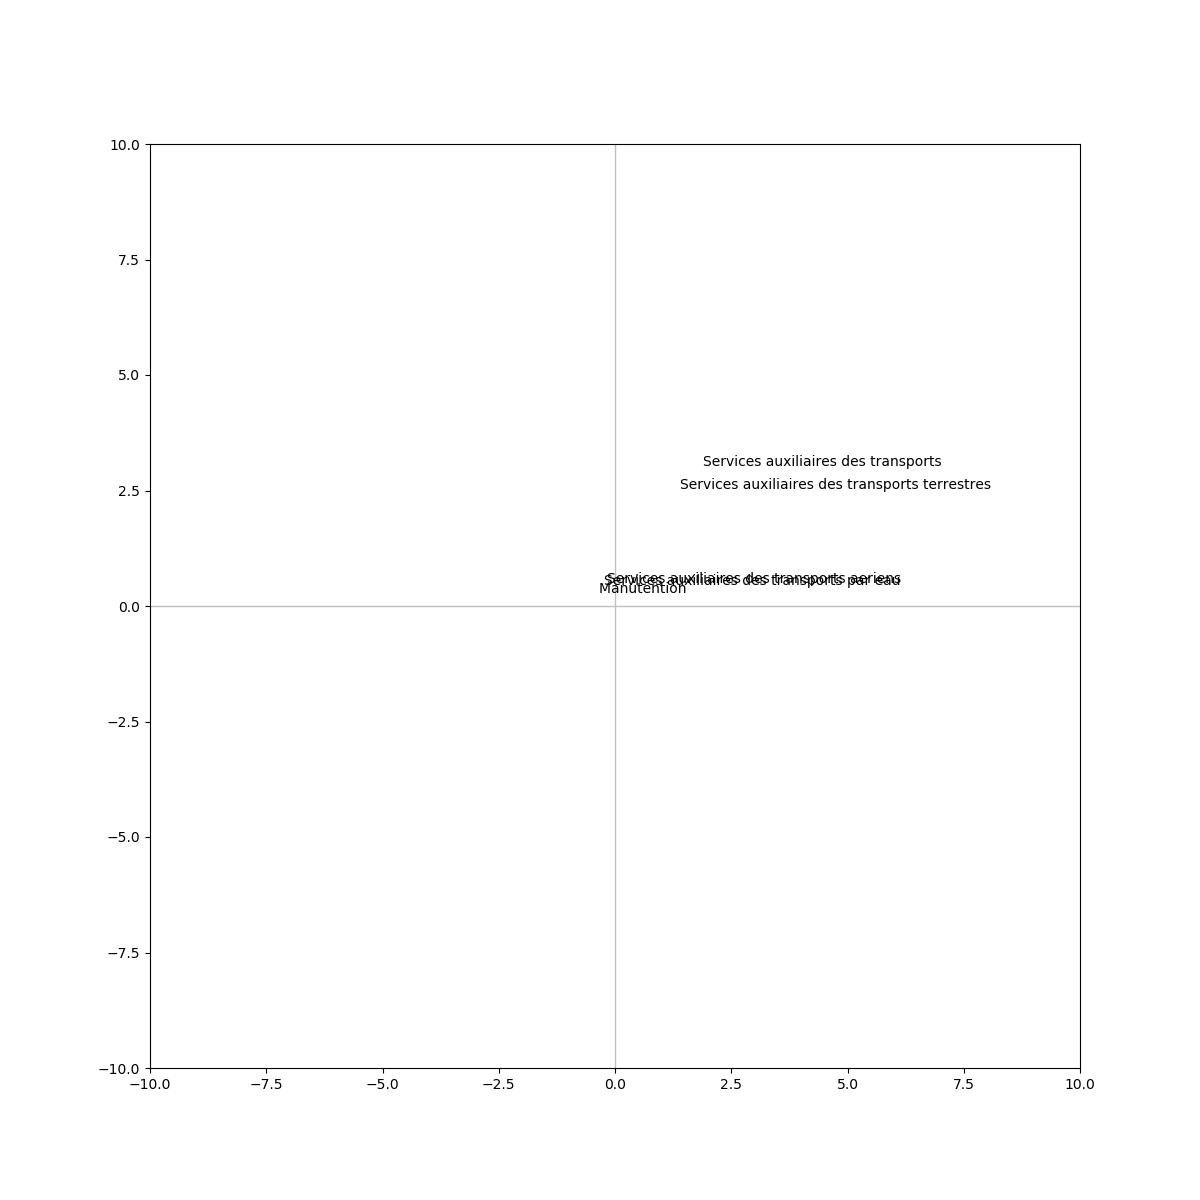 10.0
7.5
5.0
Services auxiliaires des transports
Services auxiliaires des transports terrestres
2.5
Services auxiliaires des transports aeriens
Services auxiliaires des transports par eau
Manutention
0.0
−2.5
−5.0
−7.5
−10.0
−10.0 −7.5 −5.0 −2.5 0.0 2.5 5.0 7.5 10.0